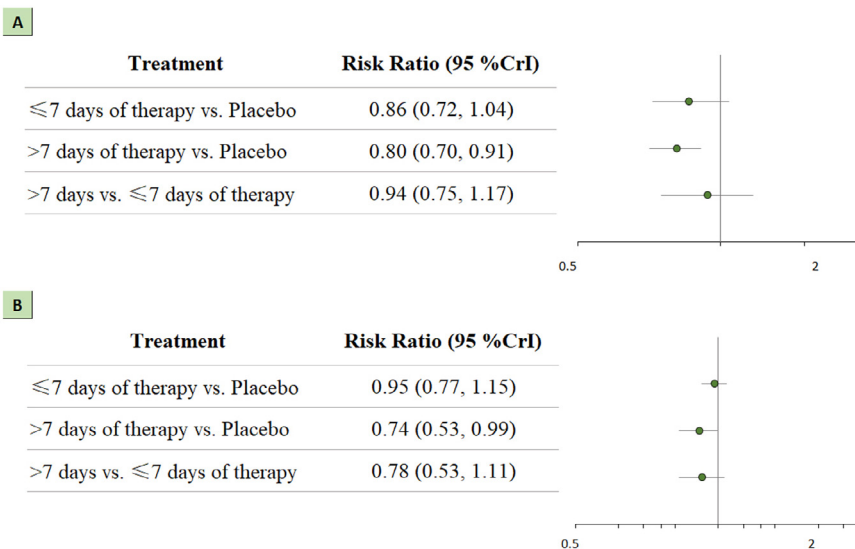 A
Treatment Risk Ratio (95 %CrI)
⩽7 days of therapy vs. Placebo 0.86 (0.72, 1.04)
>7 days of therapy vs. Placebo 0.80 (0.70, 0.91)
>7 days vs. ⩽7 days of therapy 0.94 (0.75, 1.17)
0.5 2
B
Treatment Risk Ratio (95 %CrI)
⩽7 days of therapy vs. Placebo 0.95 (0.77, 1.15)
>7 days of therapy vs. Placebo 0.74 (0.53, 0.99)
>7 days vs. ⩽7 days of therapy 0.78 (0.53, 1.11)
0.5 2